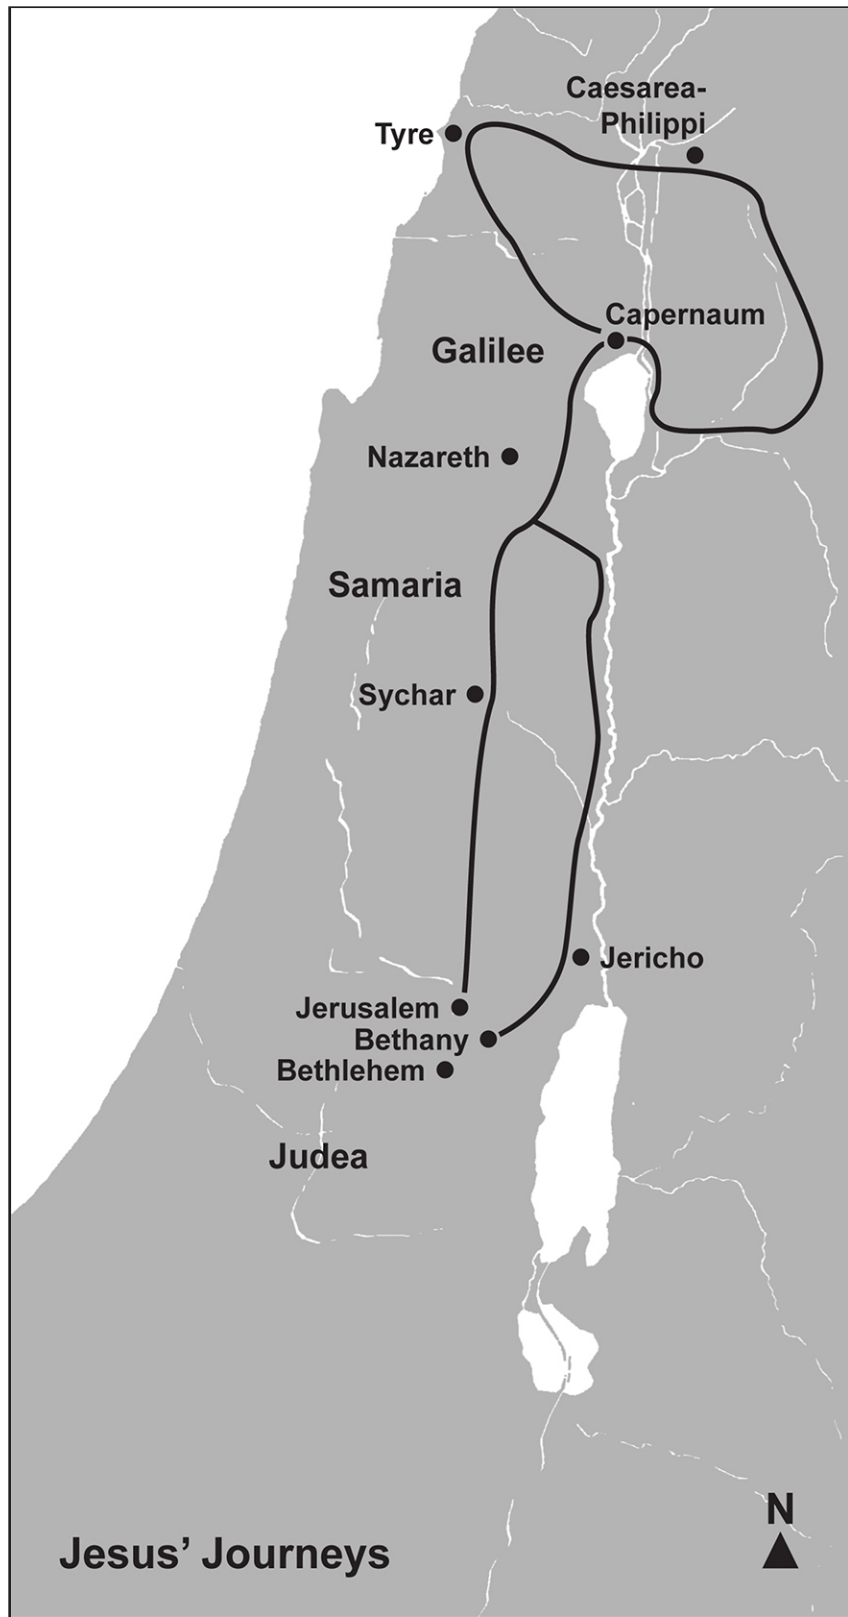 Caesarea-
Philippi
Tyre
Capernaum
Galilee
Nazareth
Samaria
Sychar
Jericho
Jerusalem
Bethany
Bethlehem
Judea
N
Jesus’ Journeys